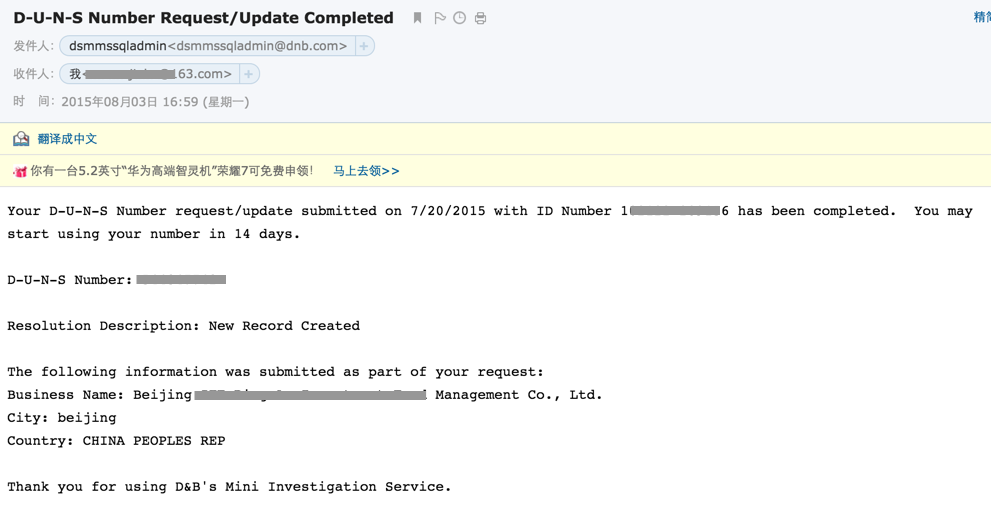 D-U-N-S Number Request/Update Completed
精简
发件人： dsmmssqladmin<dsmmssqladmin@dnb.com> +
收件人： 我 163.com> +
时　间： 2015年08月03日 16:59 (星期一)
翻译成中文
你有一台5.2英寸“华为高端智灵机”荣耀7可免费申领！ 马上去领>>
Your D-U-N-S Number request/update submitted on 7/20/2015 with ID Number 1 6 has been completed. You may
start using your number in 14 days.
D-U-N-S Number:
Resolution Description: New Record Created
The following information was submitted as part of your request:
Business Name: Beijing Management Co., Ltd.
City: beijing
Country: CHINA PEOPLES REP
Thank you for using D&B's Mini Investigation Service.